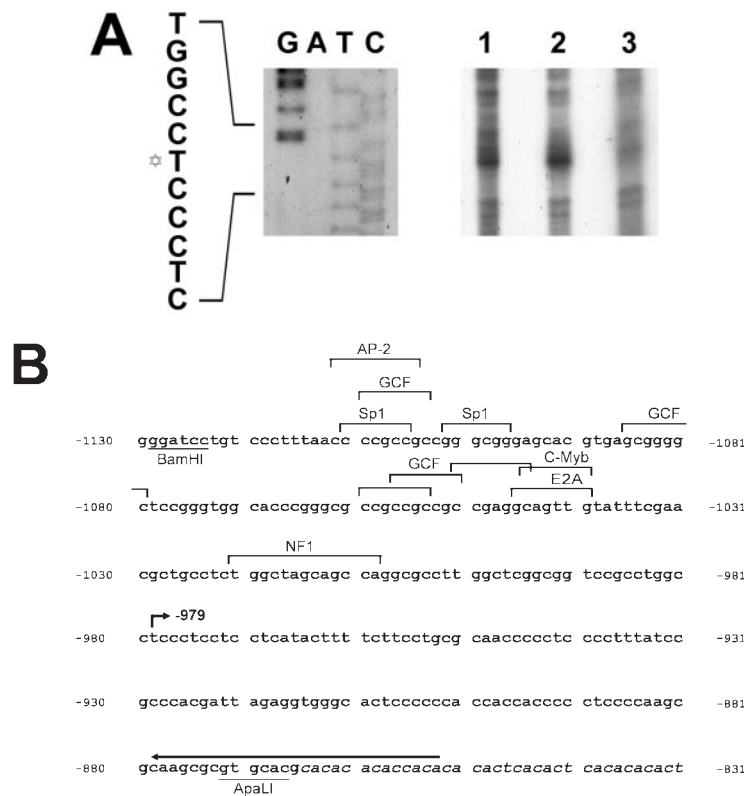 A
T
G
G
C
C
T
C
C
C
T
C
G A T C
1 2 3
B
AP-2
GCF
Sp1 Sp1 GCF
-1130 gggatcctgt ccctttaacc ccgccgccgg gcgggagcac gtgagcgggg -1081
BamHI
GCF C-Myb
E2A
-1080 ctccgggtgg cacccgggcg ccgccgccgc cgaggcagtt gtatttcgaa -1031
NF1
-1030 cgctgcctct ggctagcagc caggcgcctt ggctcggcgg tccgcctggc -981
-979
-980 ctccctcctc ctcatacttt tcttcctgcg caacccccctc ccctttatcc -931
-930 gcccacgatt agaggtgggc actcccccca ccaccacccc ctccccaagc -881
-880 gcaagcgcgt gcacgcacac acaccacaca cactcacact cacacacact -831
ApaLI